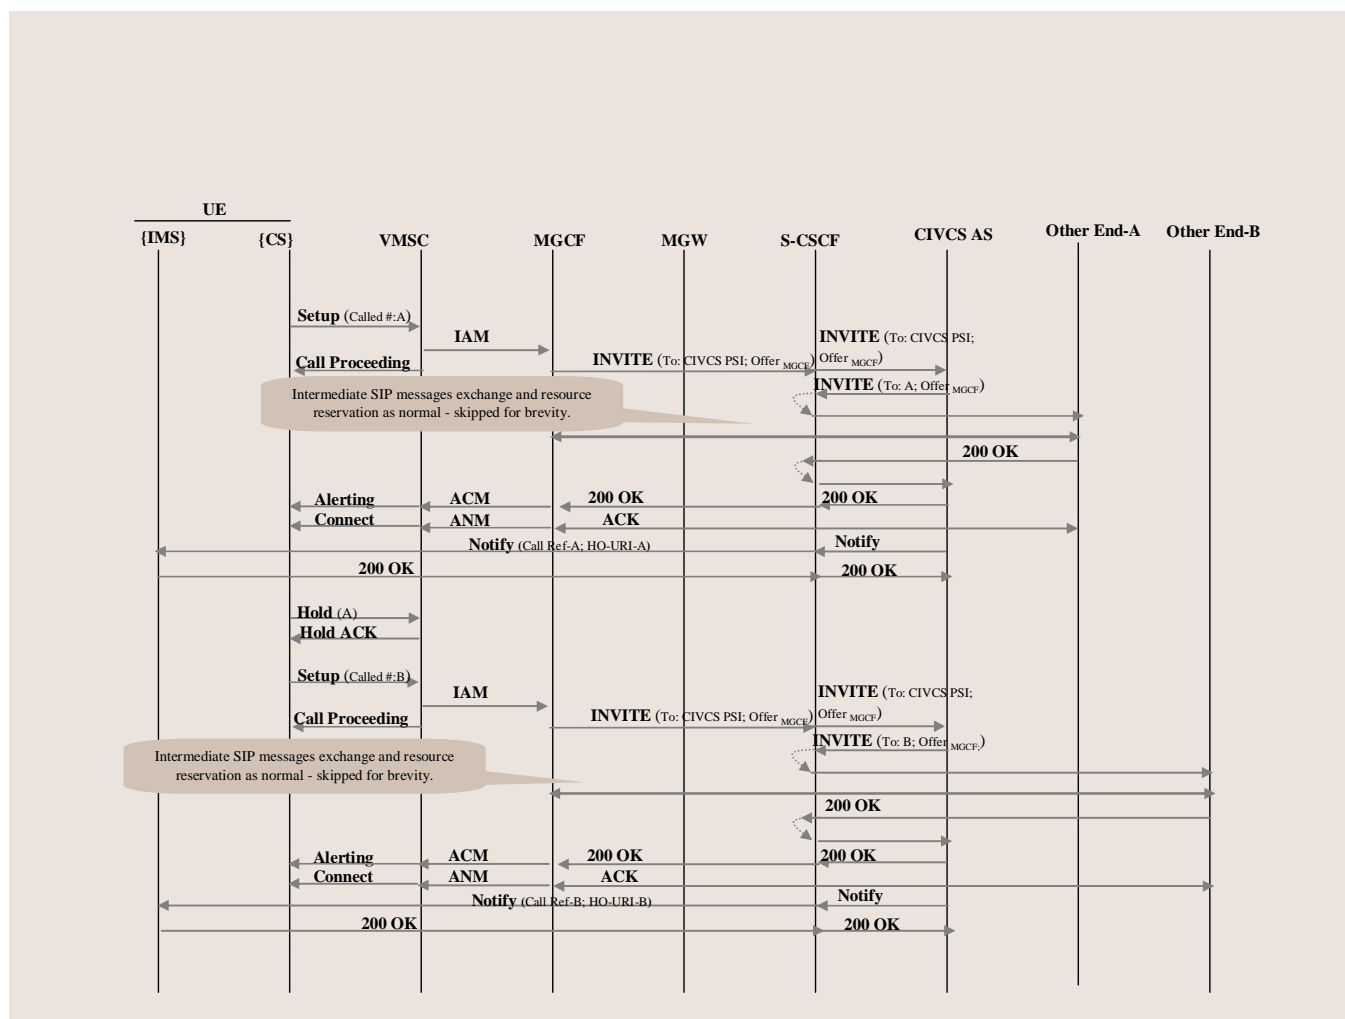 UE
{IMS}
{CS}
VMSC
MGCF
MGW
S-CSCF
CIVCS AS
Other End-A
Other End-B
Setup (Called #:A)
IAM
INVITE (To: CIVCS PSI;
Offer MGCF)
Call Proceeding
INVITE (To: CIVCS PSI; Offer MGCF)
INVITE (To: A; Offer MGCF)
Intermediate SIP messages exchange and resource
reservation as normal - skipped for brevity.
200 OK
Alerting
ACM
200 OK
200 OK
Connect
ANM
ACK
Notify (Call Ref-A; HO-URI-A)
Notify
200 OK
200 OK
Hold (A)
Hold ACK
Setup (Called #:B)
IAM
INVITE (To: CIVCS PSI;
Offer MGCF)
Call Proceeding
INVITE (To: CIVCS PSI; Offer MGCF)
INVITE (To: B; Offer MGCF;)
Intermediate SIP messages exchange and resource
reservation as normal - skipped for brevity.
200 OK
Alerting
ACM
200 OK
200 OK
Connect
ANM
ACK
Notify (Call Ref-B; HO-URI-B)
Notify
200 OK
200 OK